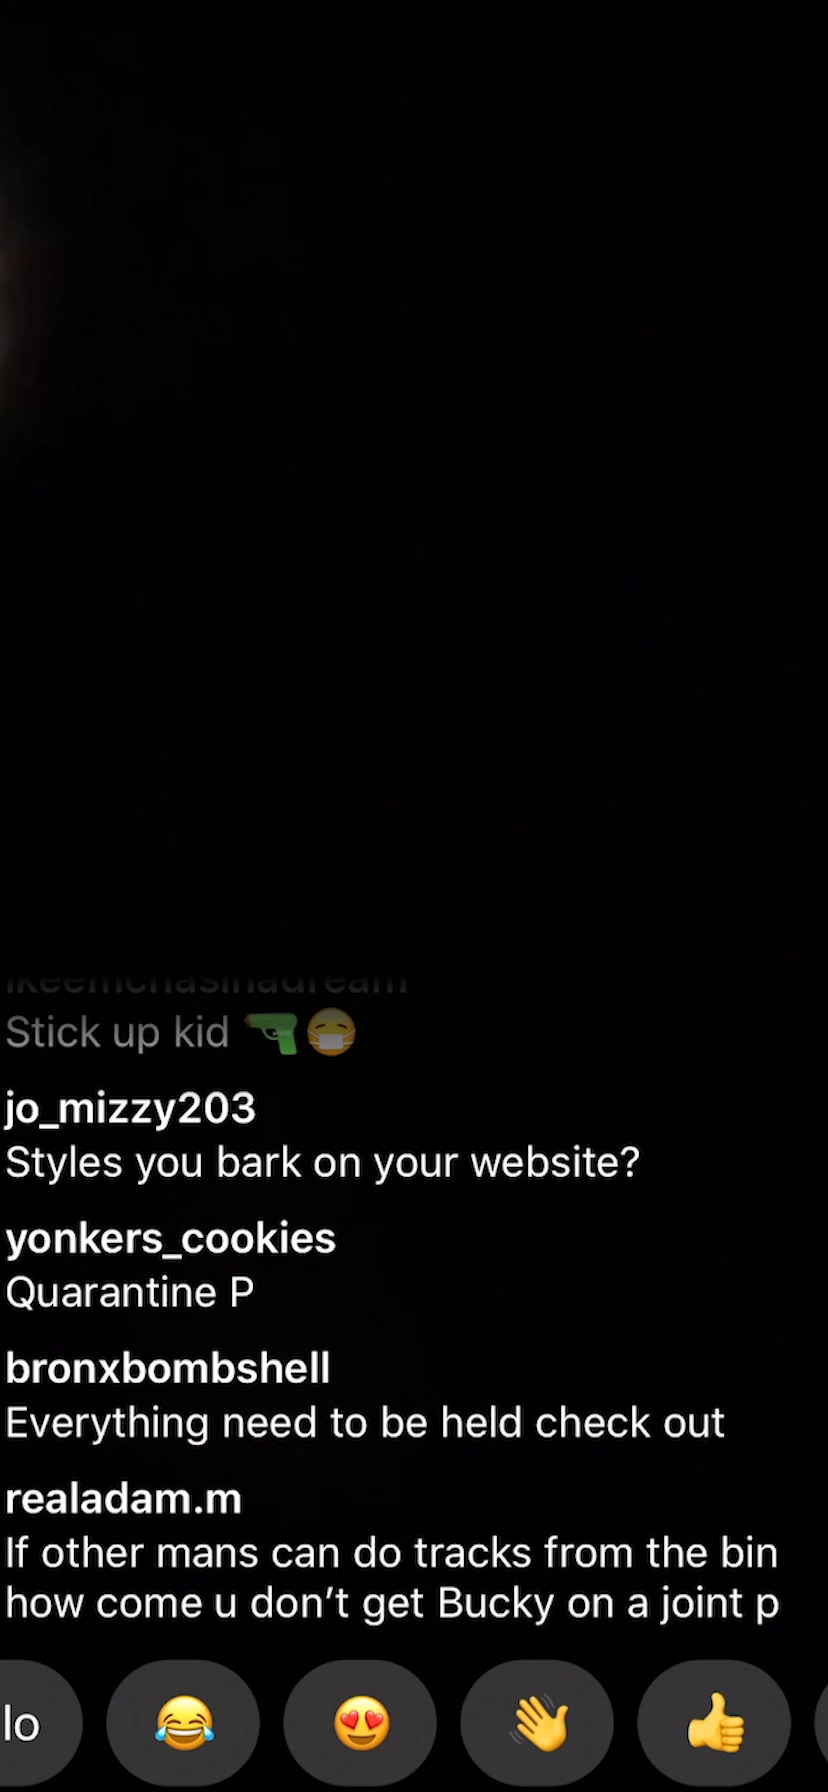 ikeemchasinadream
Stick up kid 🔫😷
jo_mizzy203
Styles you bark on your website?
yonkers_cookies
Quarantine P
bronxbombshell
Everything need to be held check out
realadam.m
If other mans can do tracks from the bin
how come u don’t get Bucky on a joint p
lo 😂 😍 👋 👍